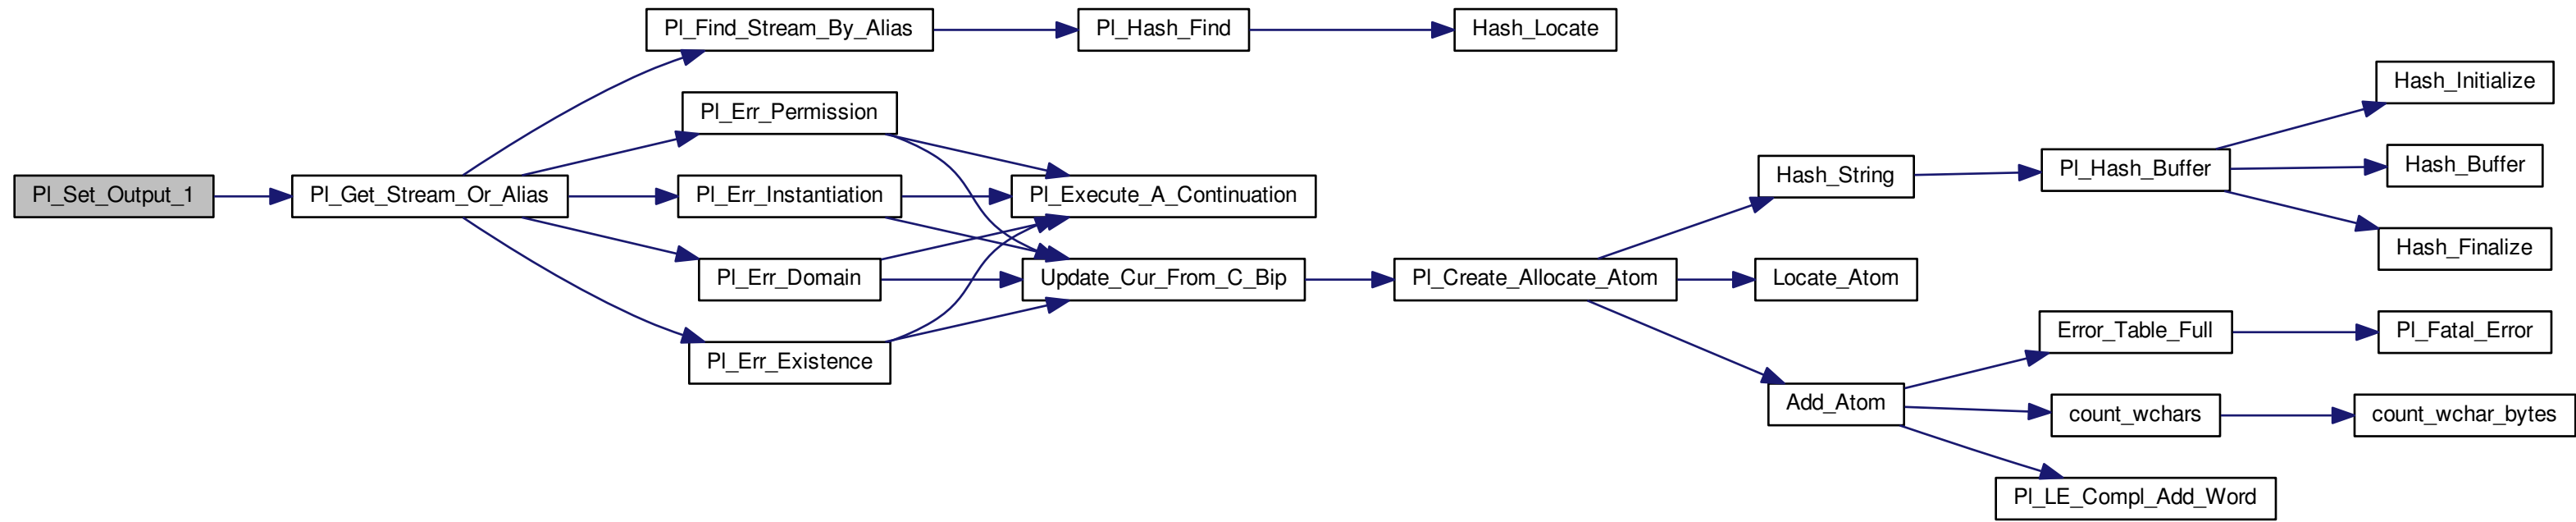 Pl_Set_Output_1
Pl_Get_Stream_Or_Alias
Pl_Find_Stream_By_Alias
Pl_Hash_Find
Hash_Locate
Pl_Err_Permission
Pl_Err_Instantiation
Pl_Err_Domain
Pl_Err_Existence
Pl_Execute_A_Continuation
Update_Cur_From_C_Bip
Pl_Create_Allocate_Atom
Hash_String
Locate_Atom
Add_Atom
Pl_Hash_Buffer
Hash_Initialize
Hash_Buffer
Hash_Finalize
Error_Table_Full
Pl_Fatal_Error
count_wchars
count_wchar_bytes
Pl_LE_Compl_Add_Word